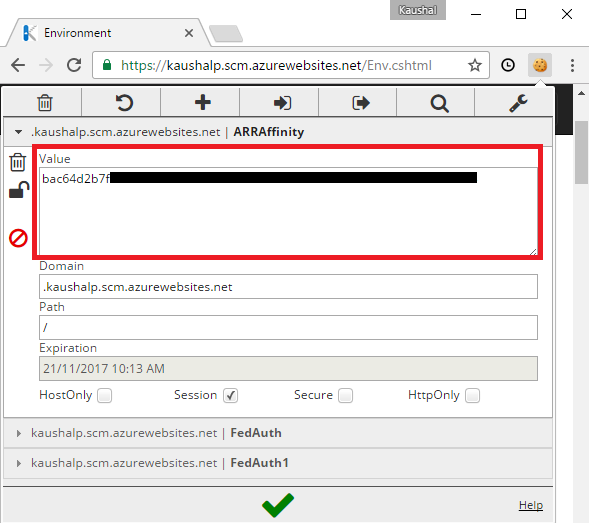 Kaushal
Environment
https://kaushalp.scm.azurewebsites.net/Env.cshtml
.kaushalp.scm.azurewebsites.net | ARRAffinity
Value
bac64d2b7f
Domain
.kaushalp.scm.azurewebsites.net
Path
/
Expiration
21/11/2017 10:13 AM
HostOnly Session Secure HttpOnly
kaushalp.scm.azurewebsites.net | FedAuth
kaushalp.scm.azurewebsites.net | FedAuth1
Help